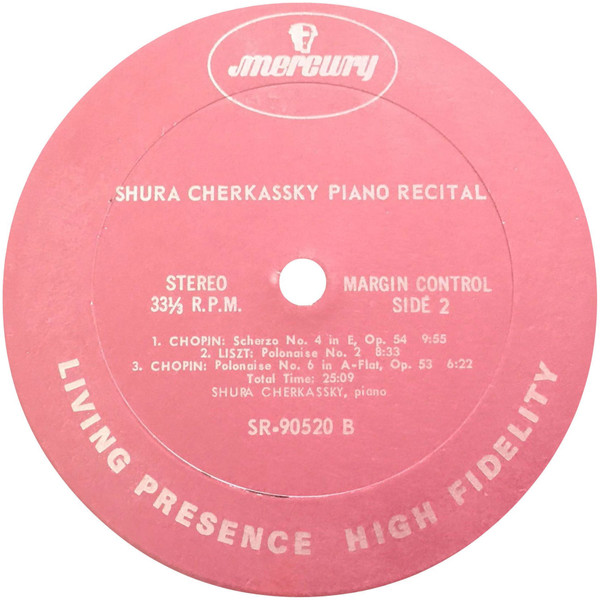 mercury
SHURA CHERKASSKY PIANO RECITAL
STEREO
33⅓ R.P.M.
MARGIN CONTROL
SIDE 2
1. CHOPIN: Scherzo No. 4 in E, Op. 54 9:55
2. LISZT: Polonaise No. 2 8:33
3. CHOPIN: Polonaise No. 6 in A-Flat, Op. 53 6:22
Total Time: 25:09
SHURA CHERKASSKY, piano
SR-90520 B
LIVING PRESENCE HIGH FIDELITY